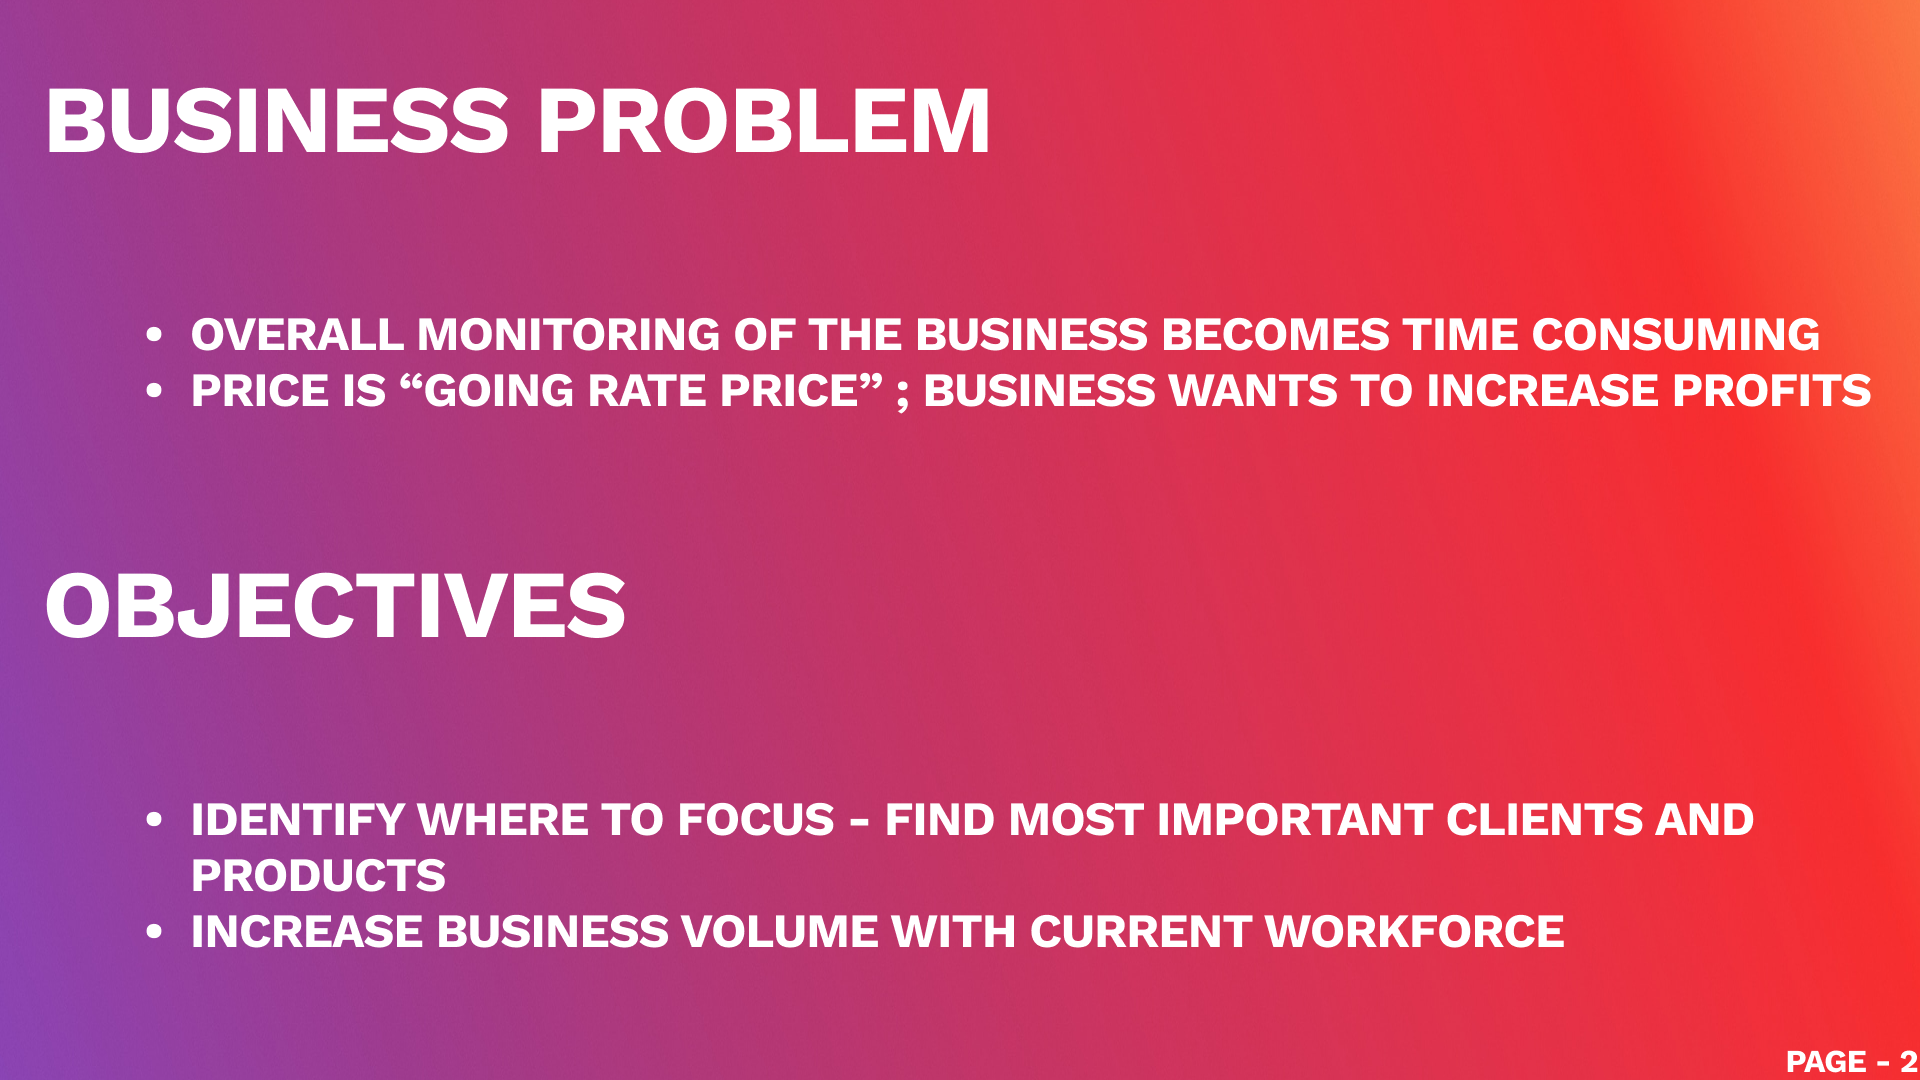 BUSINESS PROBLEM
• OVERALL MONITORING OF THE BUSINESS BECOMES TIME CONSUMING
• PRICE IS “GOING RATE PRICE” ; BUSINESS WANTS TO INCREASE PROFITS
OBJECTIVES
• IDENTIFY WHERE TO FOCUS - FIND MOST IMPORTANT CLIENTS AND
PRODUCTS
• INCREASE BUSINESS VOLUME WITH CURRENT WORKFORCE
PAGE - 2